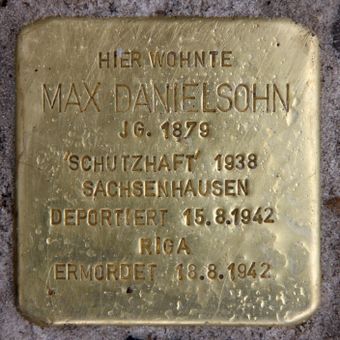 HIER WOHNTE
MAX DANIELSOHN
JG. 1879
'SCHUTZHAFT' 1938
SACHSENHAUSEN
DEPORTIERT 15.8.1942
RIGA
ERMORDET 18.8.1942